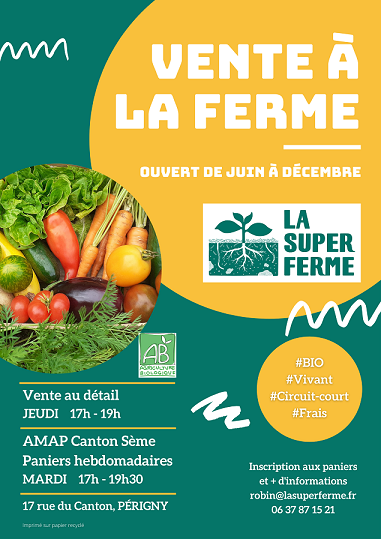 VENTE À
LA FERME
OUVERT DE JUIN À DÉCEMBRE
LA
SUPER
FERME
AB
AGRICULTURE
BIOLOGIQUE
#BIO
#Vivant
#Circuit-court
#Frais
Vente au détail
JEUDI 17h - 19h
AMAP Canton Sème
Paniers hebdomadaires
MARDI 17h - 19h30
17 rue du Canton, PÉRIGNY
Inscription aux paniers
et + d'informations
robin@lasuperferme.fr
06 37 87 15 21
Imprimé sur papier recyclé